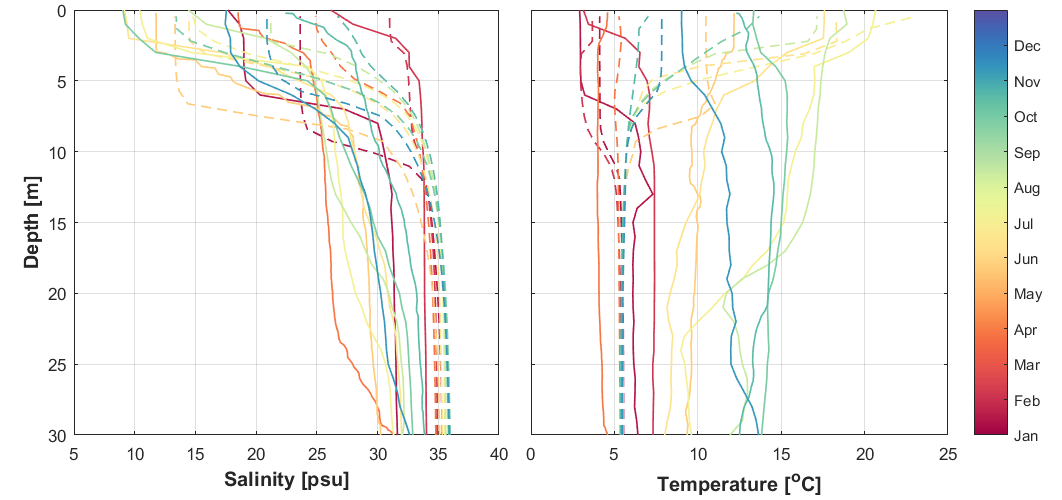 0
5
10
15
20
25
30
Depth [m]
5 10 15 20 25 30 35 40
Salinity [psu]
0 5 10 15 20 25
Temperature [°C]
Dec
Nov
Oct
Sep
Aug
Jul
Jun
May
Apr
Mar
Feb
Jan